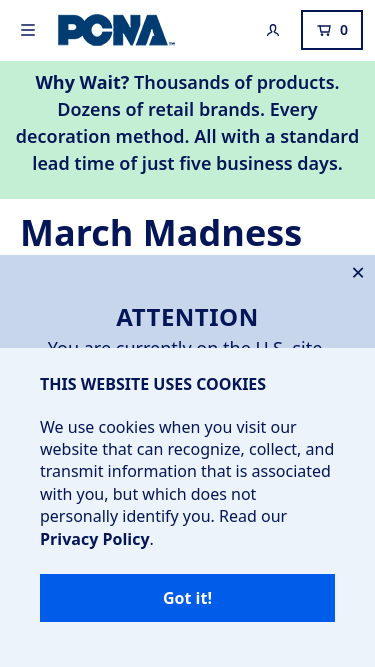 PCNA™
0
Why Wait? Thousands of products.
Dozens of retail brands. Every
decoration method. All with a standard
lead time of just five business days.
March Madness
ATTENTION
You are currently on the U.S. site
THIS WEBSITE USES COOKIES
We use cookies when you visit our
website that can recognize, collect, and
transmit information that is associated
with you, but which does not
personally identify you. Read our
Privacy Policy.
Got it!